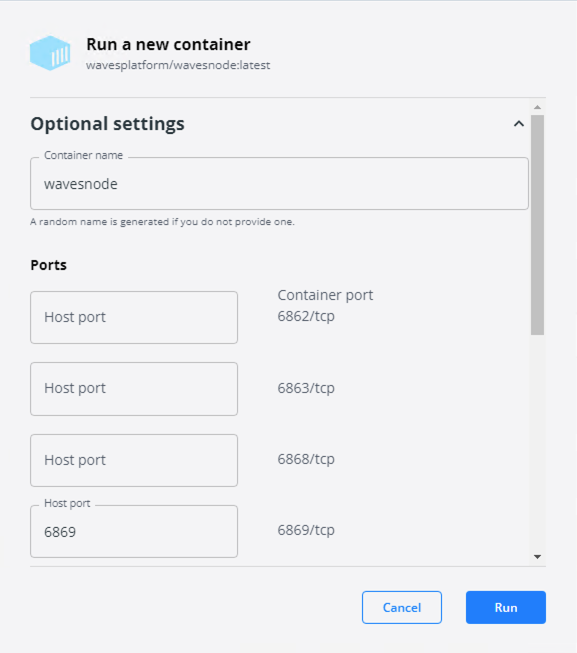 Run a new container
wavesplatform/wavesnode:latest
Optional settings
Container name
wavesnode
A random name is generated if you do not provide one.
Ports
Host port
Container port
6862/tcp
Host port
6863/tcp
Host port
6868/tcp
Host port
6869
6869/tcp
Cancel
Run